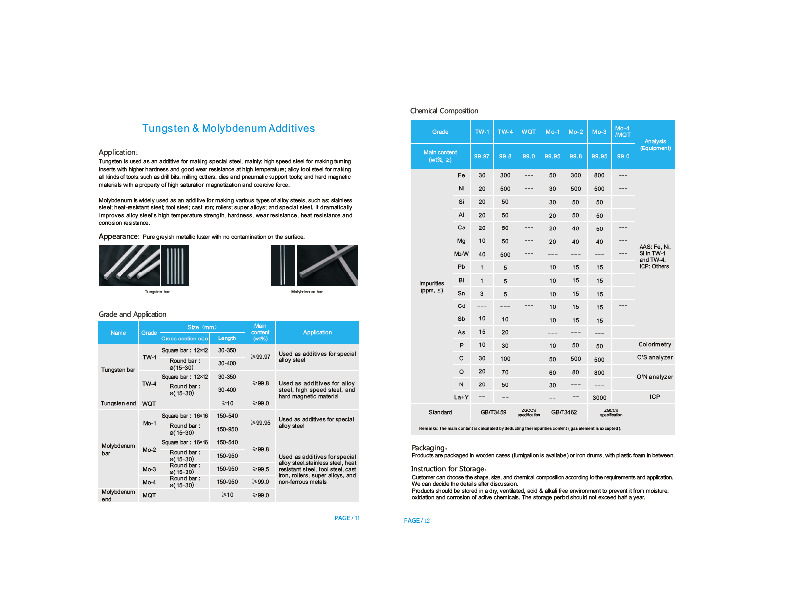 Tungsten & Molybdenum Additives
Application:
Tungsten is used as an additive for making special steel, mainly: high speed steel for making turning
inserts with higher hardness and good wear resistance at high temperature; alloy tool steel for making
all kinds of tools such as drill bits, milling cutters, dies and pneumatic support tools; and hard magnetic
materials with a property of high saturation magnetization and coercive force.
Molybdenum is widely used as an additive for making various types of alloy steels, such as: stainless
steel; heat-resistant steel; tool steel; cast iron; rollers; super alloys; and special steel. It dramatically
improves alloy steel's high temperature strength, hardness, wear resistance, heat resistance and
corrosion resistance.
Appearance: Pure greyish metallic luster with no contamination on the surface.
Tungsten bar Molybdenum bar
Grade and Application
Name Grade Size (mm) Main content (wt%) Application
Cross-section size Length
Tungsten bar TW-1 Square bar: 12×12 30-350 ≥99.97 Used as additives for special alloy steel
Round bar: ø(15-30) 30-400
TW-4 Square bar: 12×12 30-350 ≥99.8 Used as additives for alloy steel, high speed steel, and hard magnetic material
Round bar: ø(15-30) 30-400
Tungsten end WQT ≥10 ≥99.0
Molybdenum bar Mo-1 Square bar: 16×16 150-540 ≥99.95 Used as additives for special alloy steel
Round bar: ø(15-30) 150-950
Mo-2 Square bar: 16×16 150-540 ≥99.8 Used as additives for special alloy steel, stainless steel, heat resistant steel, tool steel, cast iron, rollers, super alloys, and non-ferrous metals
Round bar: ø(15-30) 150-950
Mo-3 Round bar: ø(15-30) 150-950 ≥99.5
Mo-4 Round bar: ø(15-30) 150-950 ≥99.0
Molybdenum end MQT ≥10 ≥99.0
PAGE / 11
Chemical Composition
Grade TW-1 TW-4 WQT Mo-1 Mo-2 Mo-3 Mo-4 /MQT Analysis (Equipment)
Main content (wt%, ≥) 99.97 99.8 99.0 99.95 99.8 99.95 99.0
Impurities (ppm, ≤)
Fe 30 300 --- 50 300 800 ---
Ni 20 500 --- 30 500 500 ---
Si 20 50 30 50 50
Al 20 50 20 50 50
Ca 20 50 --- 20 40 50 ---
Mg 10 50 --- 20 40 40 ---
Mo/W 40 500 --- --- --- --- ---
Pb 1 5 10 15 15
Bi 1 5 10 15 15
Sn 3 5 10 15 15
Cd --- --- --- 10 15 15 ---
Sb 10 10 10 15 15
As 15 20 --- --- ---
AAS: Fe, Ni, Si in TW-1 and TW-4, ICP: Others
P 10 30 10 50 50 Colorimetry
C 30 100 50 500 500 C/S analyzer
O 20 70 60 80 800 O/N analyzer
N 20 50 30 --- ---
La+Y -- -- -- -- 3000 ICP
Standard GB/T3459 specification GB/T3462 specification
Remarks: The main content is calculated by deducting the impurities content (gas element is excepted).
Packaging:
Products are packaged in wooden cases (fumigation is available) or iron drums, with plastic foam in between.
Instruction for Storage:
Customer can choose the shape, size, and chemical composition according to the requirements and application.
We can decide the details after discussion.
Products should be stored in a dry, ventilated, acid & alkali free environment to prevent it from moisture,
oxidation and corrosion of active chemicals. The storage period should not exceed half a year.
PAGE / 12